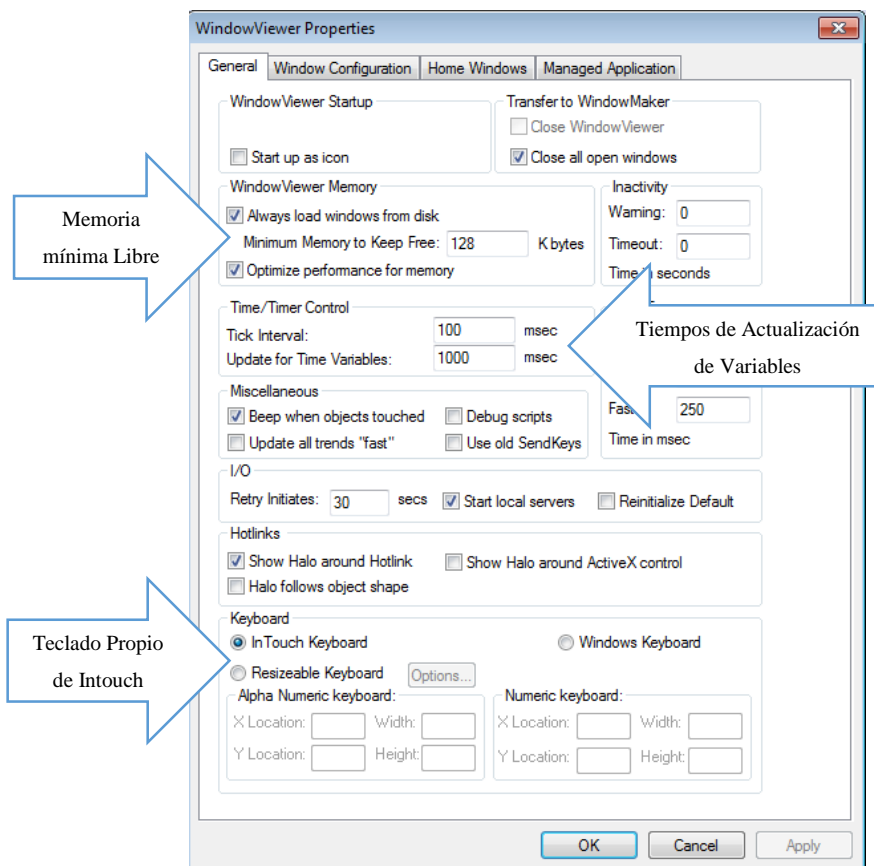 WindowViewer Properties
General Window Configuration Home Windows Managed Application
WindowViewer Startup
Start up as icon
Transfer to WindowMaker
Close WindowViewer
Close all open windows
Memoria
mínima Libre
WindowViewer Memory
Always load windows from disk
Minimum Memory to Keep Free: 128 K bytes
Optimize performance for memory
Inactivity
Warning: 0
Timeout: 0
Time in seconds
Time/Timer Control
Tick Interval: 100 msec
Update for Time Variables: 1000 msec
Tiempos de Actualización
de Variables
Miscellaneous
Beep when objects touched Debug scripts
Update all trends "fast" Use old SendKeys
250
Time in msec
I/O
Retry Initiates: 30 secs Start local servers Reinitialize Default
Hotlinks
Show Halo around Hotlink Show Halo around ActiveX control
Halo follows object shape
Teclado Propio
de Intouch
Keyboard
InTouch Keyboard Windows Keyboard
Resizeable Keyboard Options...
Alpha Numeric keyboard:
X Location: Width:
Y Location: Height:
Numeric keyboard:
X Location: Width:
Y Location: Height:
OK Cancel Apply